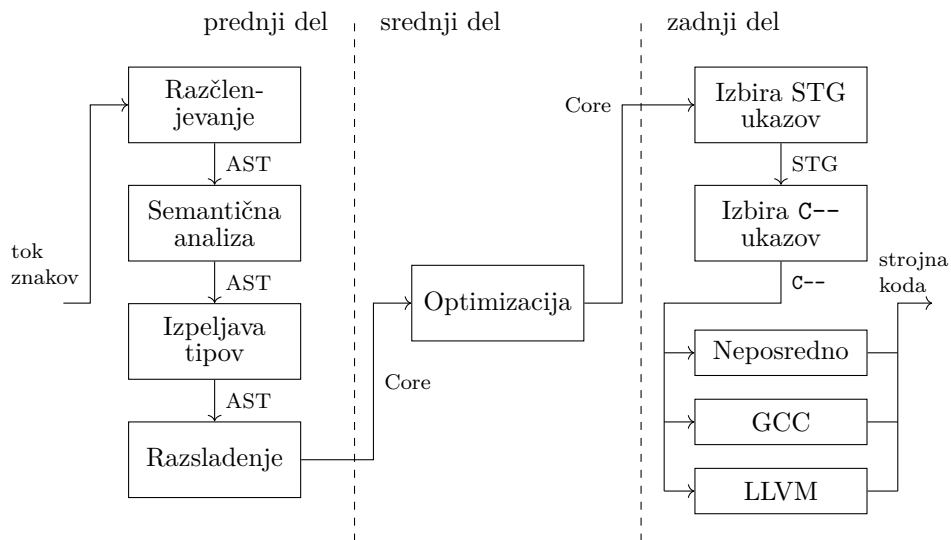 prednji del
srednji del
zadnji del
tok
znakov
Razčlen-
jevanje
AST
Semantična
analiza
AST
Izpeljava
tipov
AST
Razsladenje
Core
Optimizacija
Core
Izbira STG
ukazov
STG
Izbira C--
ukazov
C--
Neposredno
GCC
LLVM
strojna
koda